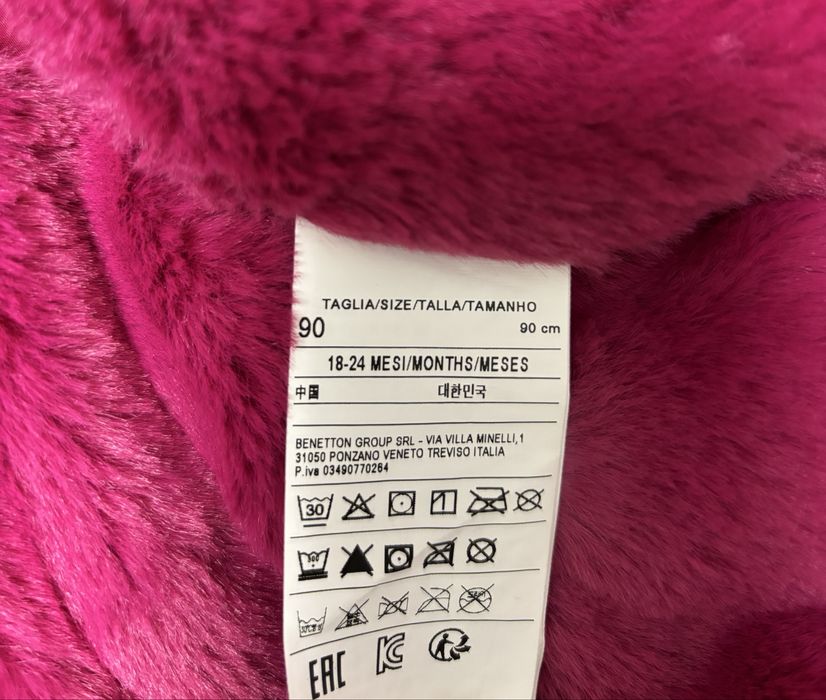 TAGLIA/SIZE/TALLA/TAMANHO
90 90 cm
18-24 MESI/MONTHS/MESES
中国 대한민국
BENETTON GROUP SRL - VIA VILLA MINELLI,1
31050 PONZANO VENETO TREVISO ITALIA
P.iva 03490770264
30
EAC